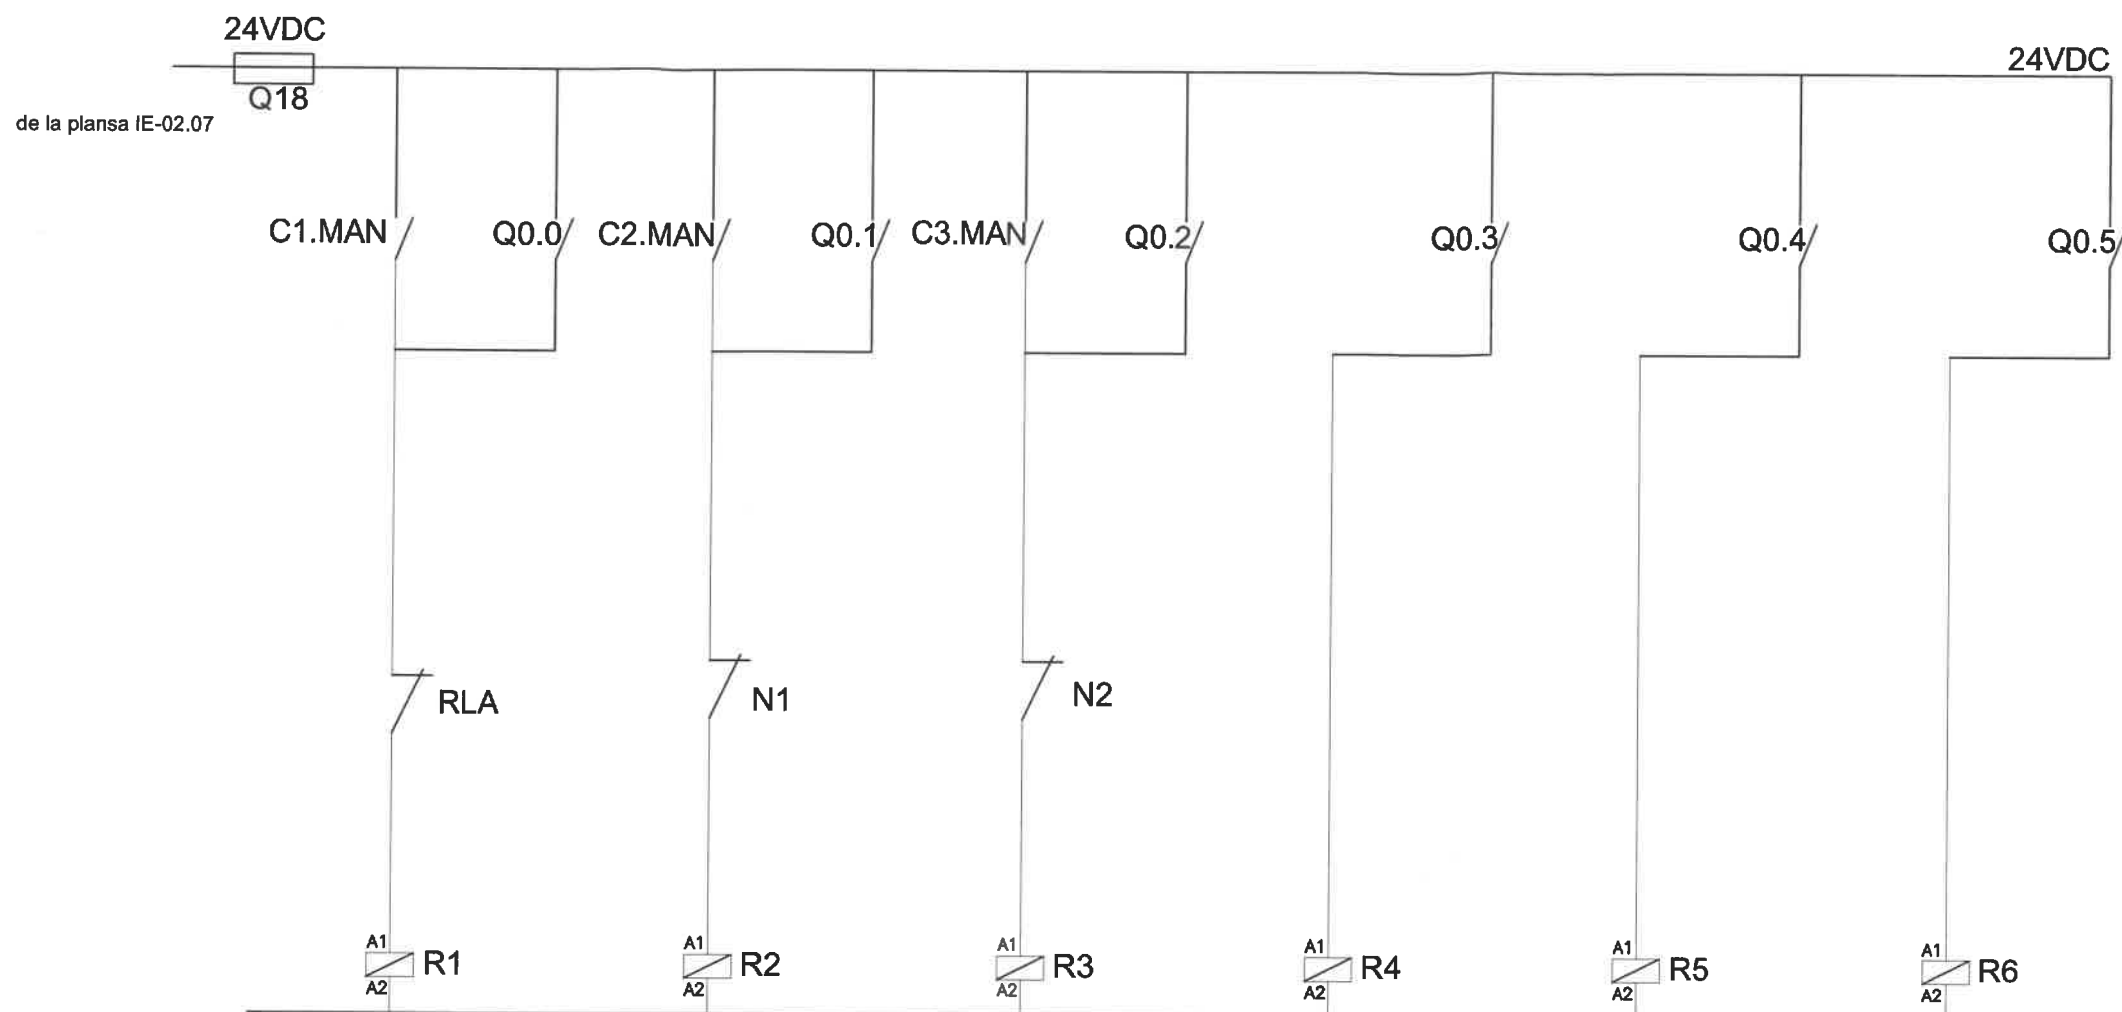 24VDC
24VDC
Q18
de la plansa IE-02.07
C1.MAN
Q0.0
C2.MAN
Q0.1
C3.MAN
Q0.2
Q0.3
Q0.4
Q0.5
RLA
N1
N2
A1
R1
A2
A1
R2
A2
A1
R3
A2
A1
R4
A2
A1
R5
A2
A1
R6
A2